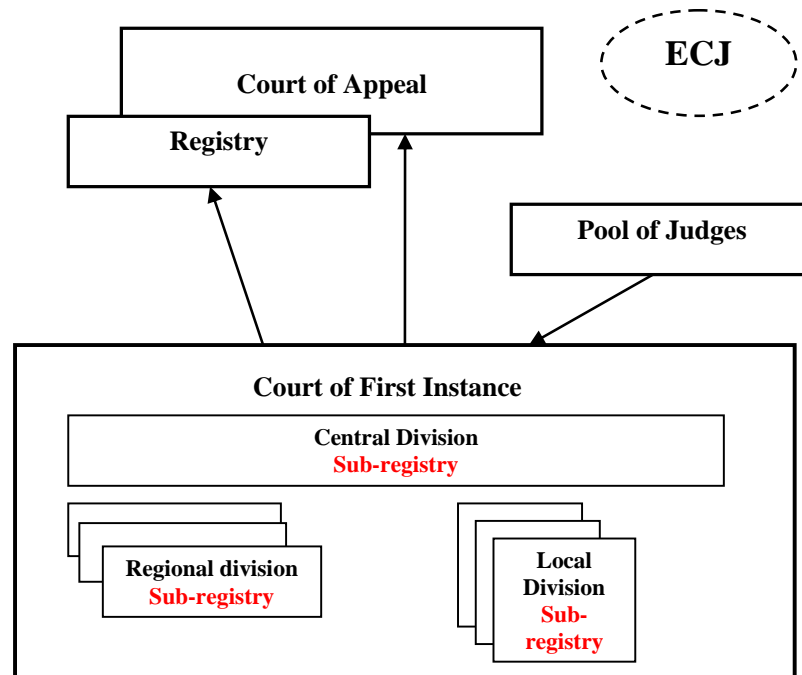 ECJ
Court of Appeal
Registry
Pool of Judges
Court of First Instance
Central Division
Sub-registry
Regional division
Sub-registry
Local
Division
Sub-
registry